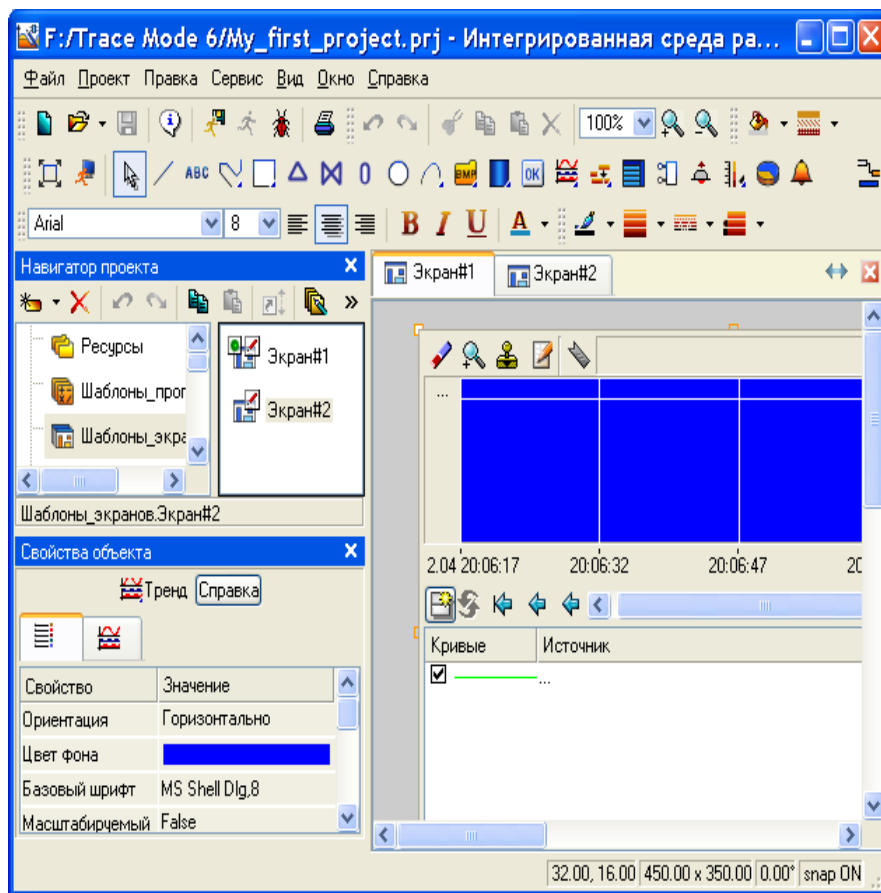 F:/Trace Mode 6/My_first_project.prj - Интегрированная среда ра...
Файл Проект Правка Сервис Вид Окно Справка
100%
ABC BMP OK
Arial 8 B I U A
Навигатор проекта
Экран#1 Экран#2
Ресурсы
Шаблоны_прог
Шаблоны_экра
Экран#1
Экран#2
Шаблоны_экранов.Экран#2
...
2.04 20:06:17 20:06:32 20:06:47 20
Кривые Источник
...
Свойства объекта
Тренд Справка
Свойство Значение
Ориентация Горизонтально
Цвет фона
Базовый шрифт MS Shell Dlg,8
Масштабируемый False
32.00, 16.00 450.00 x 350.00 0.00° snap ON